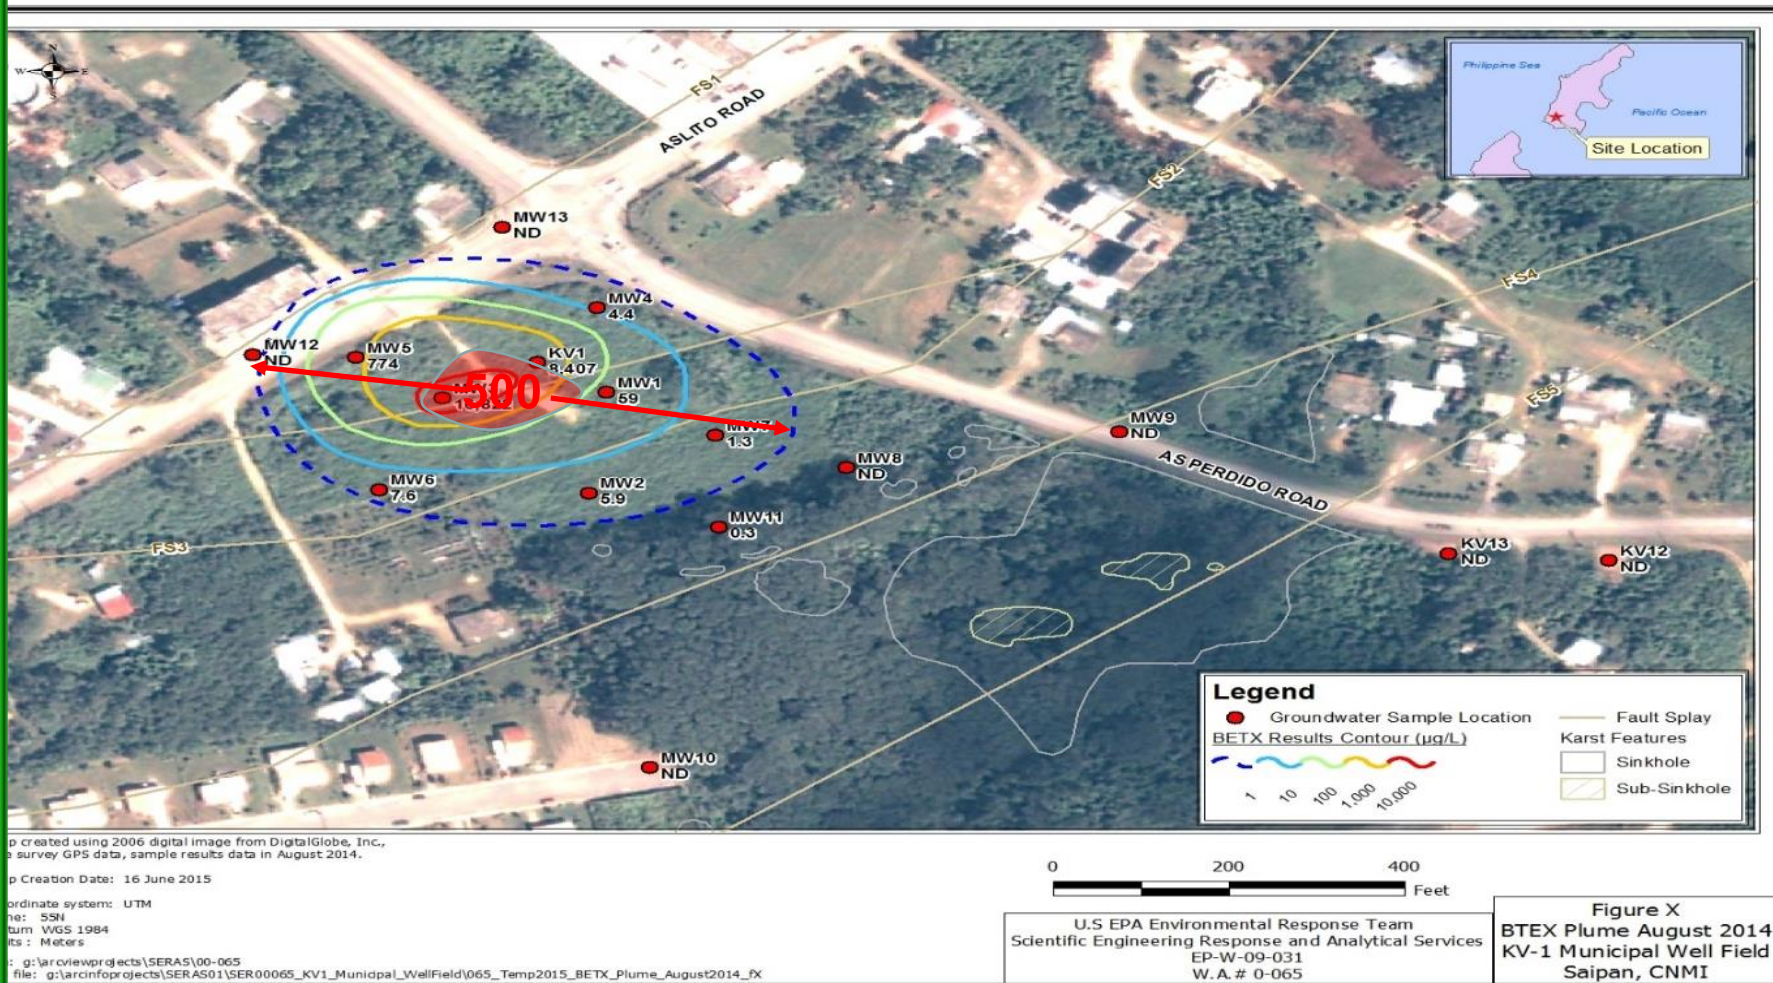 N
W
E
S
Philippine Sea
Pacific Ocean
Site Location
FS1
ASLITO ROAD
FS2
MW13
ND
FS4
MW4
4.4
MW12
ND
MW5
774
KV1
8,407
MW1
59
500
FS5
MW7
1.3
MW9
ND
MW8
ND
AS PERDIDO ROAD
MW6
7.6
MW2
5.9
MW11
0.3
FS3
KV13
ND
KV12
ND
MW10
ND
Legend
Groundwater Sample Location
Fault Splay
BETX Results Contour (µg/L)
Karst Features
Sinkhole
Sub-Sinkhole
1 10 100 1,000 10,000
p created using 2006 digital image from DigitalGlobe, Inc.,
e survey GPS data, sample results data in August 2014.
p Creation Date: 16 June 2015
ordinate system: UTM
ne: 55N
tum WGS 1984
its : Meters
: g:\arcviewprojects\SERAS\00-065
file: g:\arcinfoprojects\SERAS01\SER00065_KV1_Municipal_WellField\065_Temp2015_BETX_Plume_August2014_fX
0 200 400
Feet
U.S EPA Environmental Response Team
Scientific Engineering Response and Analytical Services
EP-W-09-031
W.A.# 0-065
Figure X
BTEX Plume August 2014
KV-1 Municipal Well Field
Saipan, CNMI